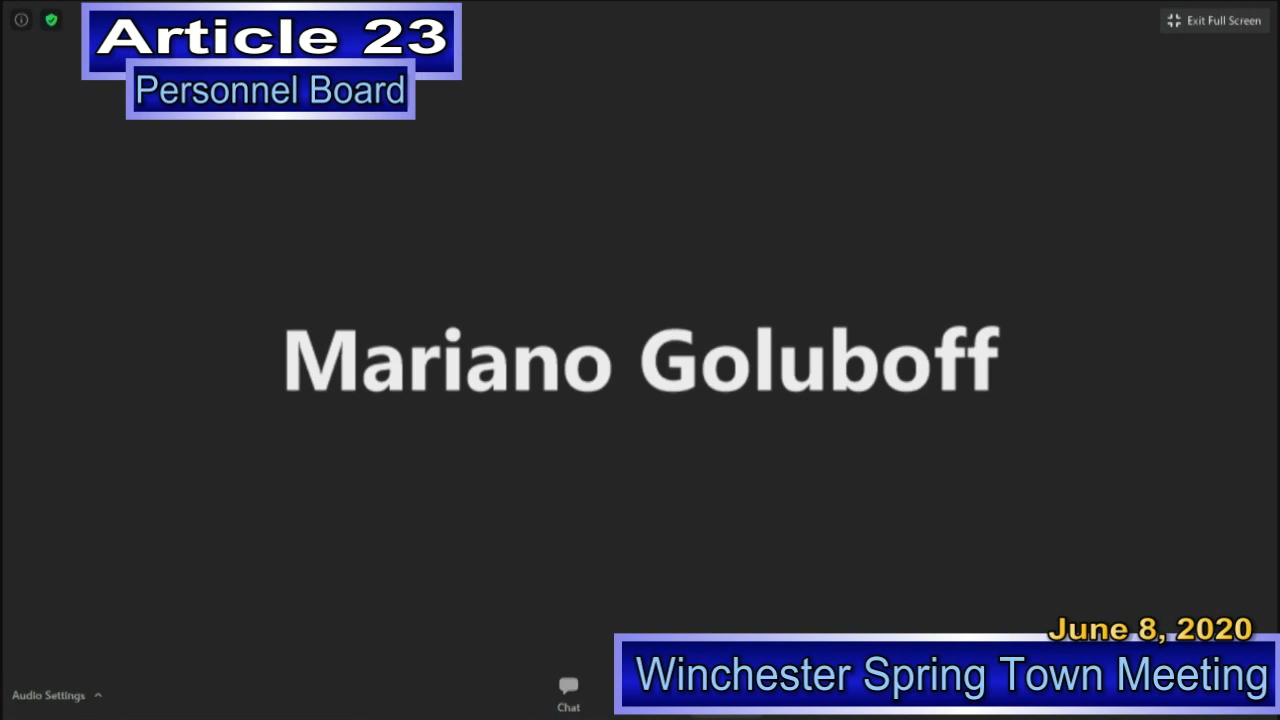 Article 23
Exit Full Screen
Personnel Board
Mariano Goluboff
June 8, 2020
Winchester Spring Town Meeting
Audio Settings
Chat